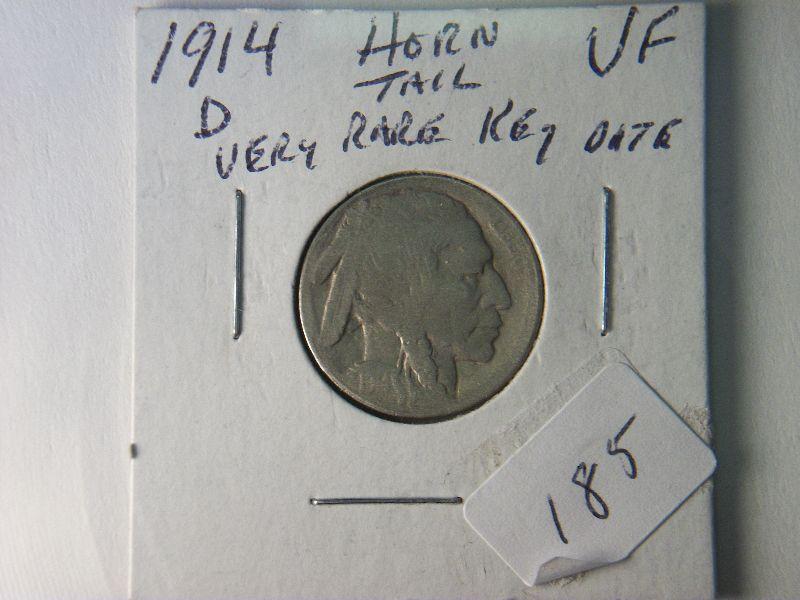 1914 HORN VF
TAIL
D VERY RARE KEY DATE
185